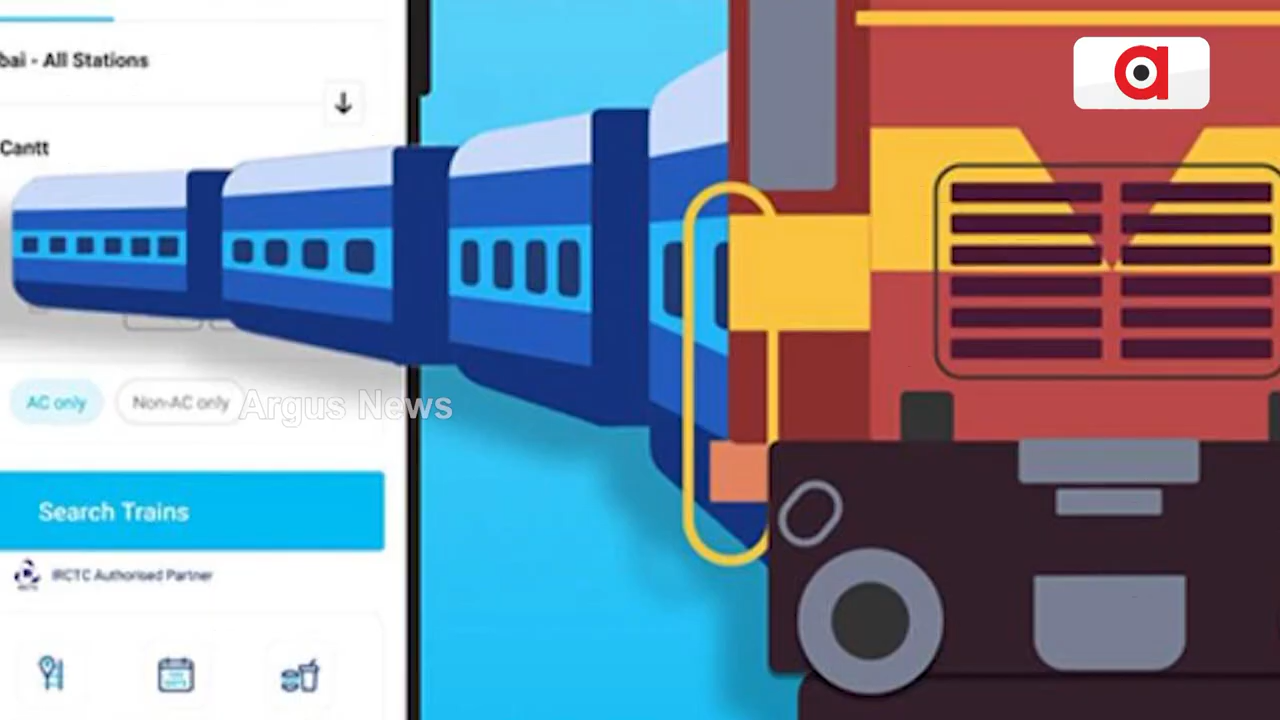 bai - All Stations
Cantt
AC only
Non-AC only
Argus News
Search Trains
IRCTC Authorised Partner